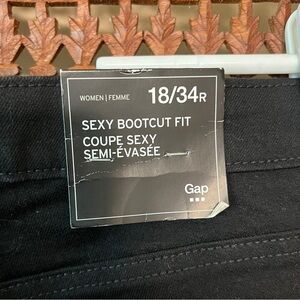 WOMEN | FEMME 18/34R
SEXY BOOTCUT FIT
COUPE SEXY
SEMI-ÉVASÉE
Gap